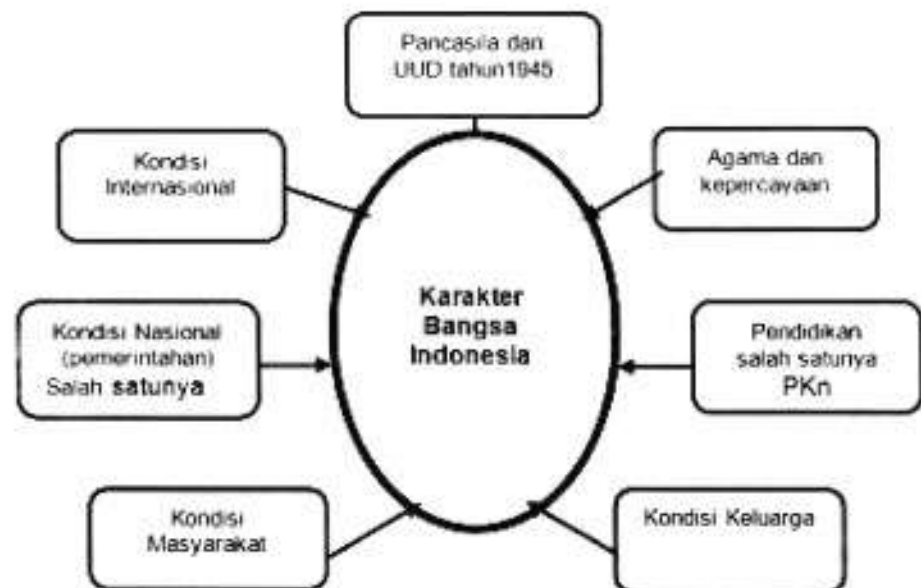 Pancasila dan
UUD tahun1945
Kondisi
Internasional
Agama dan
kepercayaan
Karakter
Bangsa
Indonesia
Kondisi Nasional
(pemerintahan)
Salah satunya
Pendidikan
salah satunya
PKn
Kondisi
Masyarakat
Kondisi Keluarga